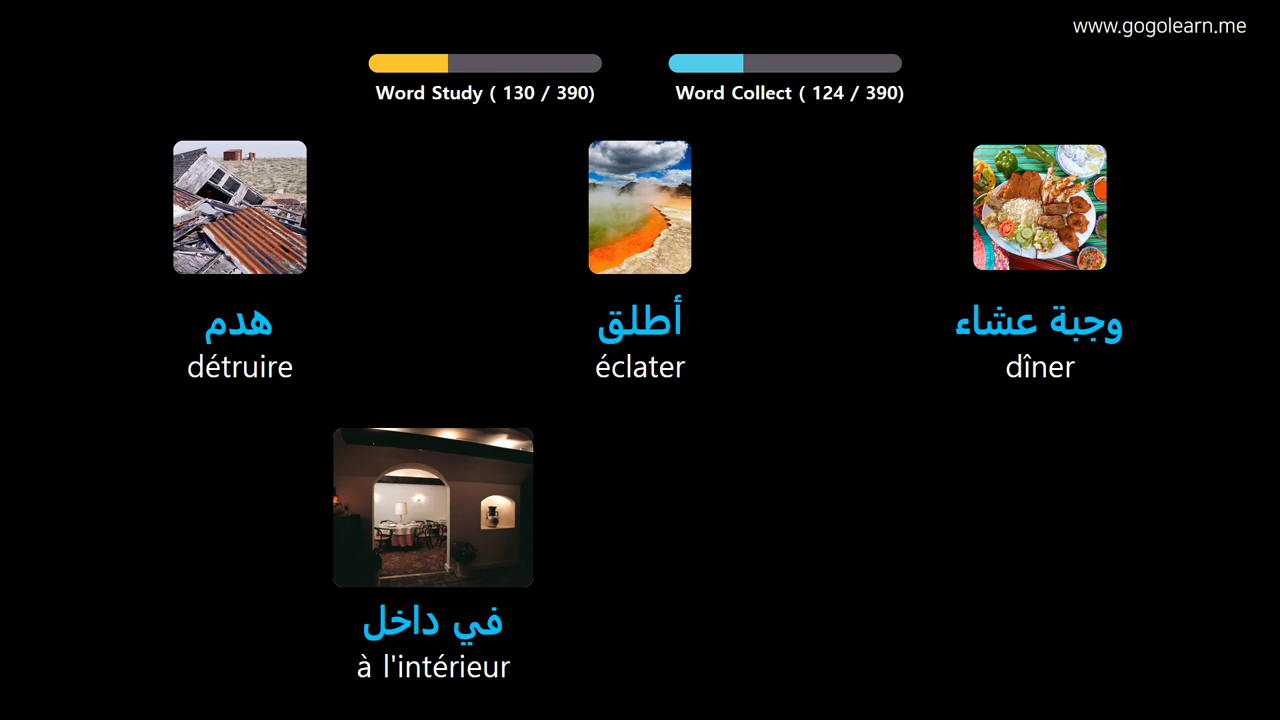 www.gogolearn.me
Word Study ( 130 / 390)
Word Collect ( 124 / 390)
هدم
détruire
أطلق
éclater
وجبة عشاء
dîner
في داخل
à l'intérieur